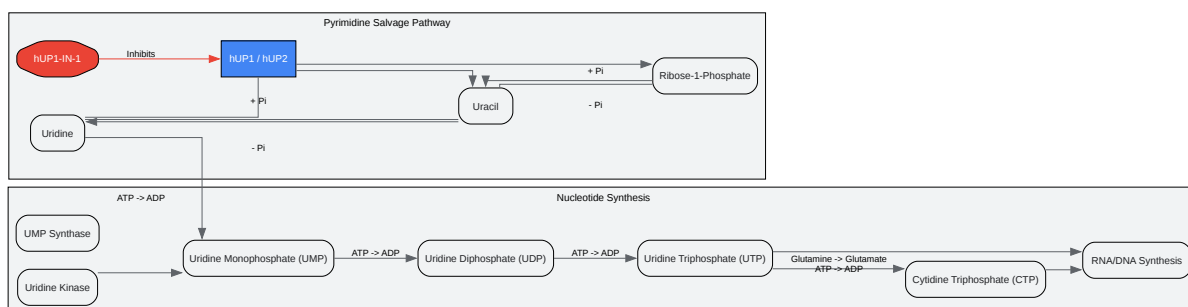 Pyrimidine Salvage Pathway
hUP1-IN-1
Inhibits
hUP1 / hUP2
+ Pi
Ribose-1-Phosphate
+ Pi
Uracil
- Pi
Uridine
- Pi
ATP -> ADP
Nucleotide Synthesis
UMP Synthase
Uridine Kinase
Uridine Monophosphate (UMP)
ATP -> ADP
Uridine Diphosphate (UDP)
ATP -> ADP
Uridine Triphosphate (UTP)
Glutamine -> Glutamate
ATP -> ADP
Cytidine Triphosphate (CTP)
RNA/DNA Synthesis